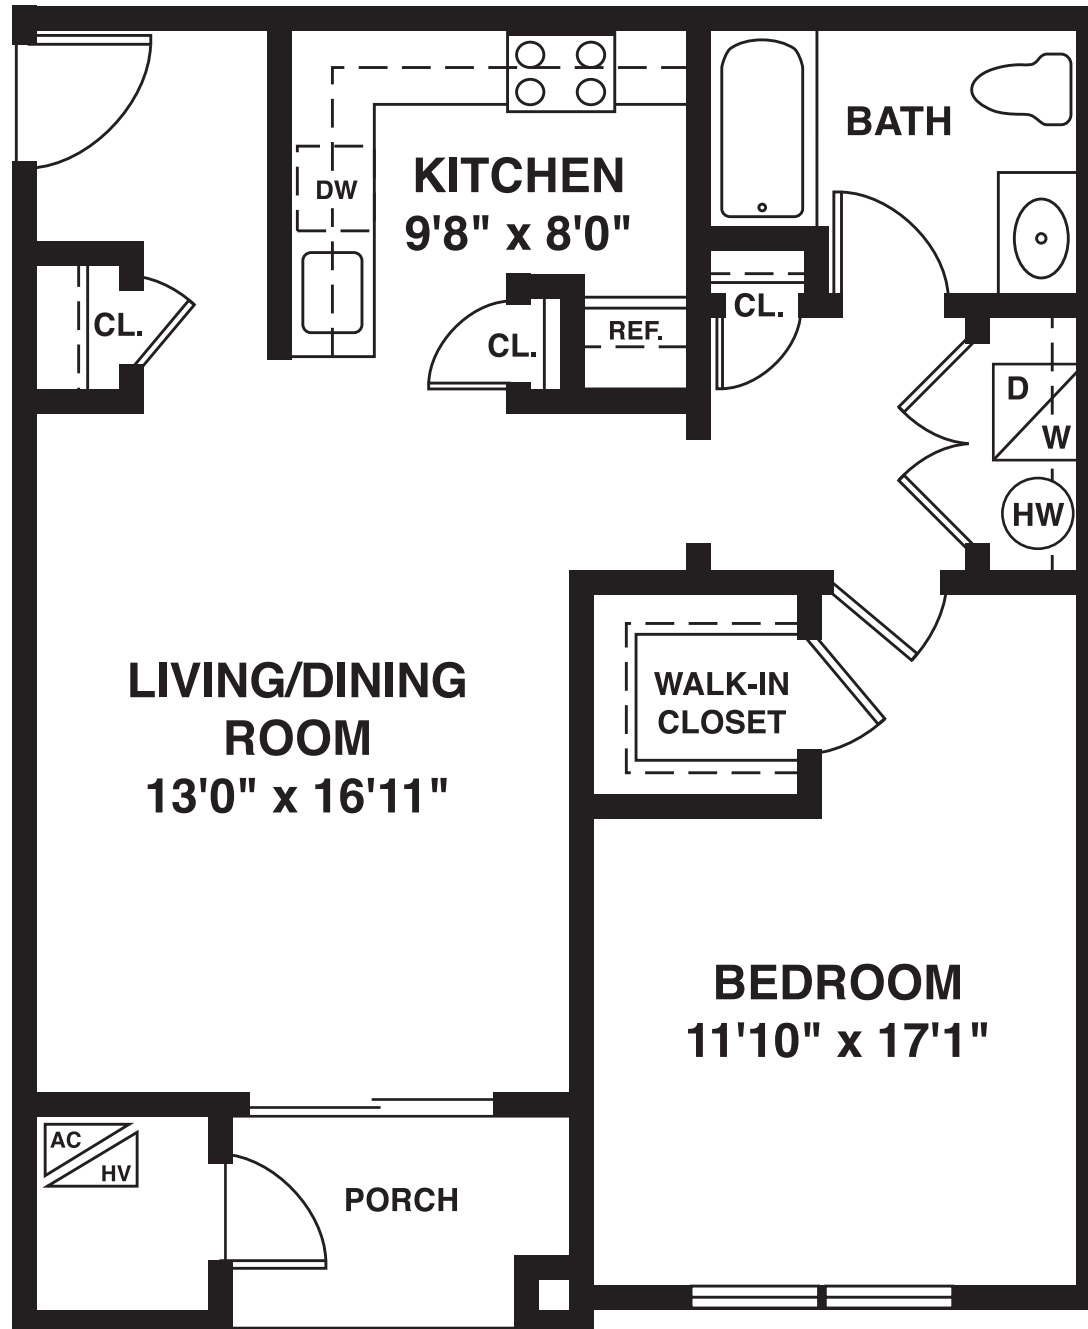 BATH
KITCHEN
9'8" x 8'0"
DW
CL.
CL.
CL.
REF.
D
W
HW
LIVING/DINING
ROOM
13'0" x 16'11"
WALK-IN
CLOSET
BEDROOM
11'10" x 17'1"
AC
HV
PORCH